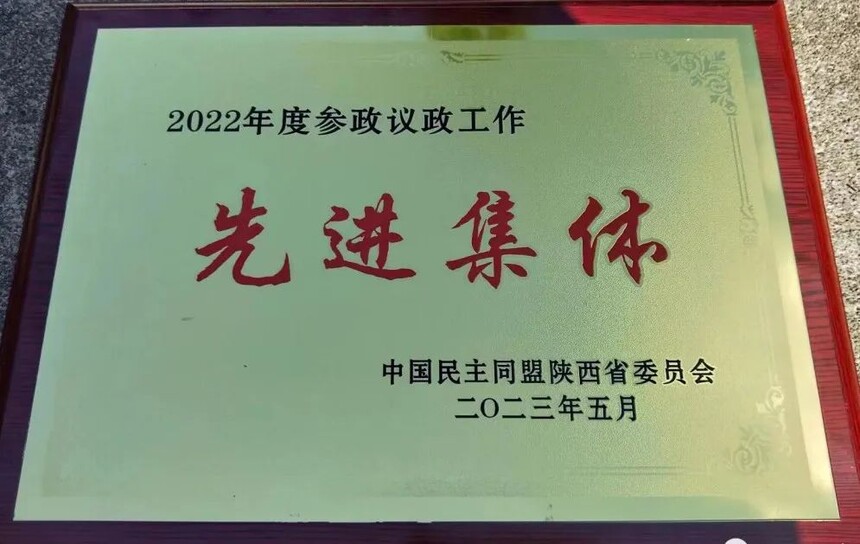 2022年度参政议政工作
先进集体
中国民主同盟陕西省委员会
二〇二三年五月